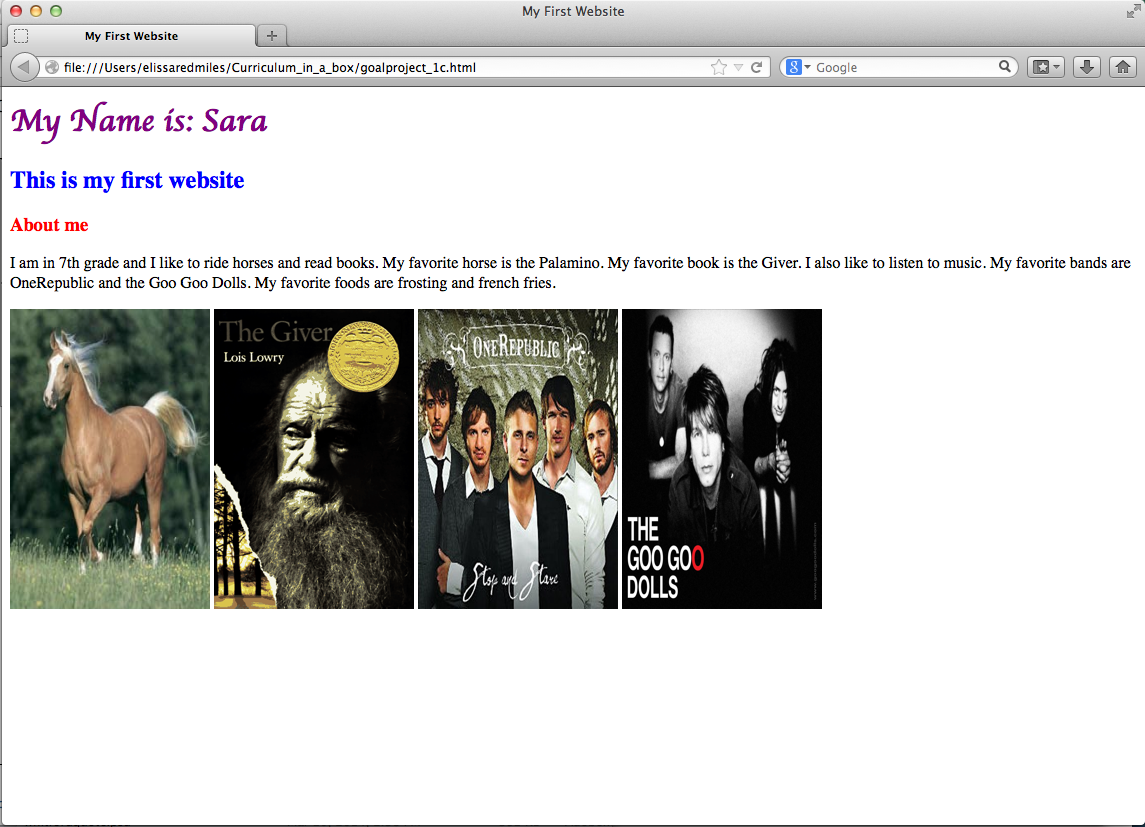 My First Website
My First Website
file:///Users/elissaredmiles/Curriculum_in_a_box/goalproject_1c.html
Google
My Name is: Sara
This is my first website
About me
I am in 7th grade and I like to ride horses and read books. My favorite horse is the Palamino. My favorite book is the Giver. I also like to listen to music. My favorite bands are
OneRepublic and the Goo Goo Dolls. My favorite foods are frosting and french fries.
The Giver
Lois Lowry
OneRepublic
Stop and Stare
THE
GOO GOO
DOLLS